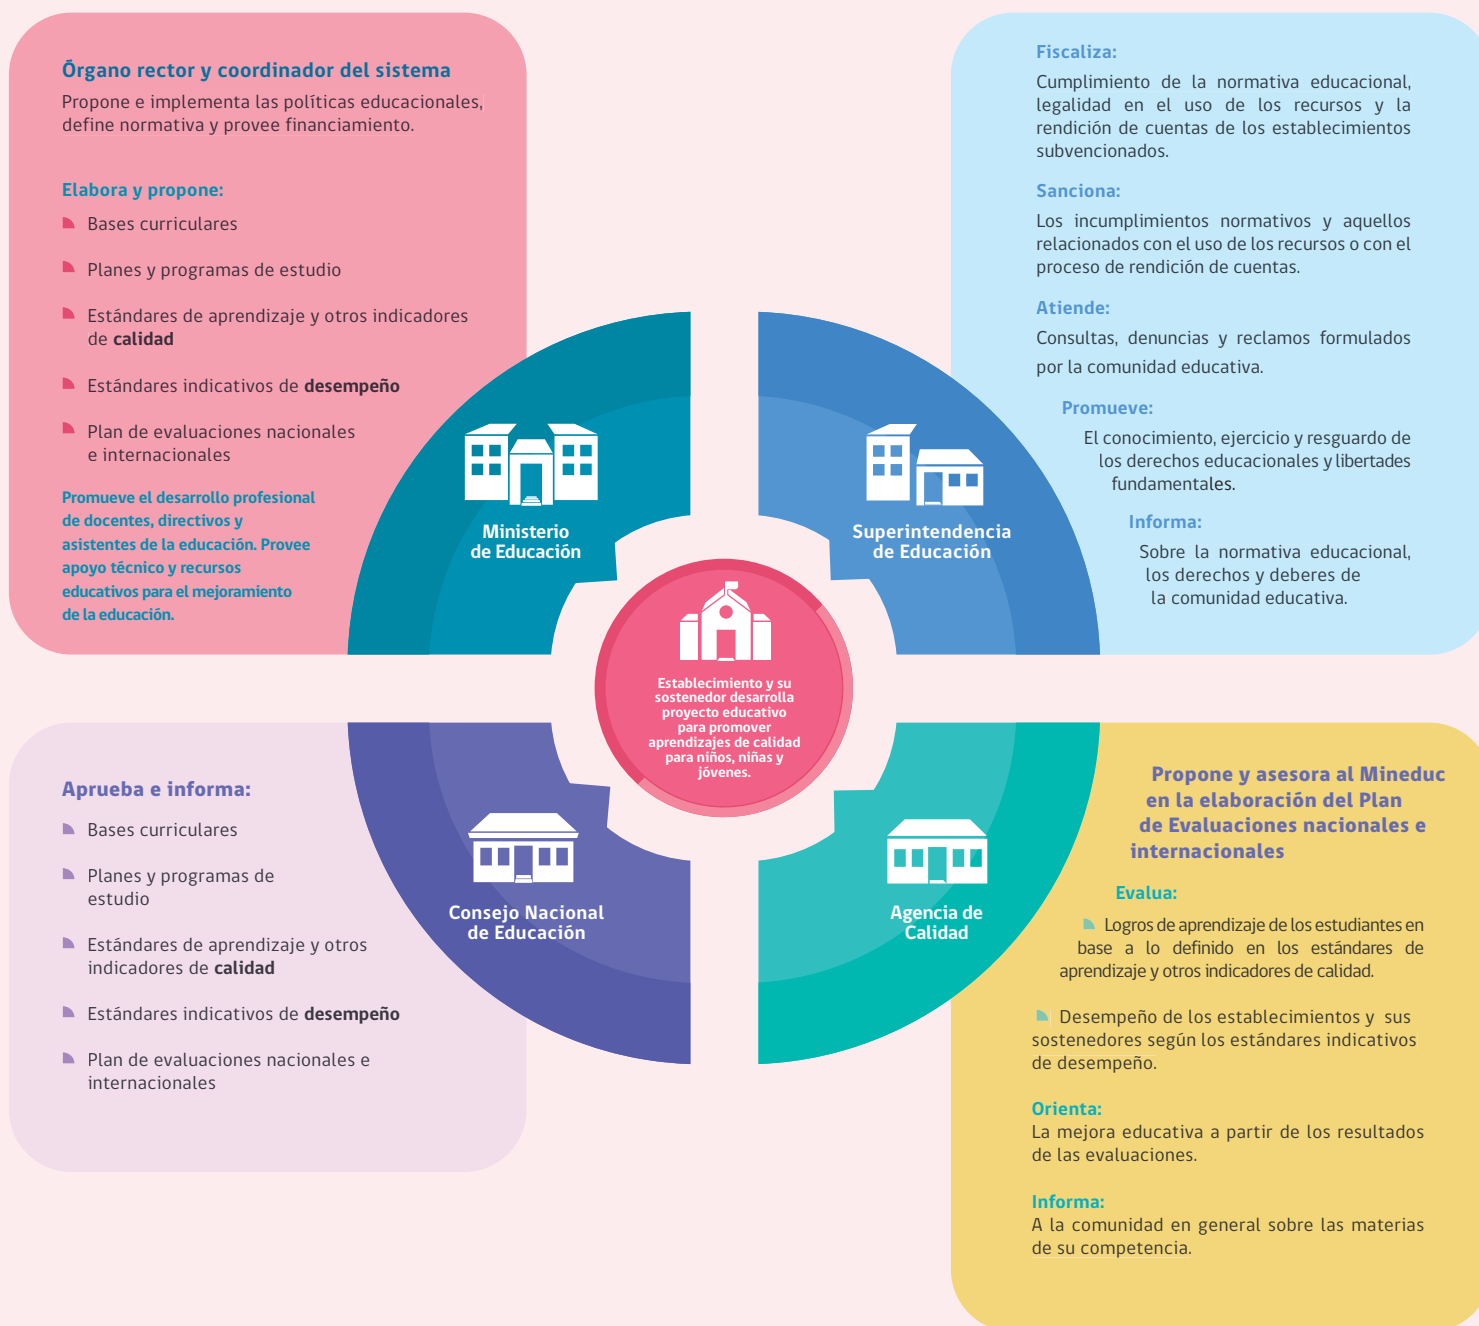 Órgano rector y coordinador del sistema
Propone e implementa las políticas educacionales,
define normativa y provee financiamiento.
Elabora y propone:
Bases curriculares
Planes y programas de estudio
Estándares de aprendizaje y otros indicadores
de calidad
Estándares indicativos de desempeño
Plan de evaluaciones nacionales
e internacionales
Promueve el desarrollo profesional
de docentes, directivos y
asistentes de la educación. Provee
apoyo técnico y recursos
educativos para el mejoramiento
de la educación.
Ministerio
de Educación
Fiscaliza:
Cumplimiento de la normativa educacional,
legalidad en el uso de los recursos y la
rendición de cuentas de los establecimientos
subvencionados.
Sanciona:
Los incumplimientos normativos y aquellos
relacionados con el uso de los recursos o con el
proceso de rendición de cuentas.
Atiende:
Consultas, denuncias y reclamos formulados
por la comunidad educativa.
Promueve:
El conocimiento, ejercicio y resguardo de
los derechos educacionales y libertades
fundamentales.
Informa:
Sobre la normativa educacional,
los derechos y deberes de
la comunidad educativa.
Superintendencia
de Educación
Establecimiento y su
sostenedor desarrolla
proyecto educativo
para promover
aprendizajes de calidad
para niños, niñas y
jóvenes.
Aprueba e informa:
Bases curriculares
Planes y programas de
estudio
Estándares de aprendizaje y otros
indicadores de calidad
Estándares indicativos de desempeño
Plan de evaluaciones nacionales e
internacionales
Consejo Nacional
de Educación
Agencia de
Calidad
Propone y asesora al Mineduc
en la elaboración del Plan
de Evaluaciones nacionales e
internacionales
Evalua:
Logros de aprendizaje de los estudiantes en
base a lo definido en los estándares de
aprendizaje y otros indicadores de calidad.
Desempeño de los establecimientos y sus
sostenedores según los estándares indicativos
de desempeño.
Orienta:
La mejora educativa a partir de los resultados
de las evaluaciones.
Informa:
A la comunidad en general sobre las materias
de su competencia.